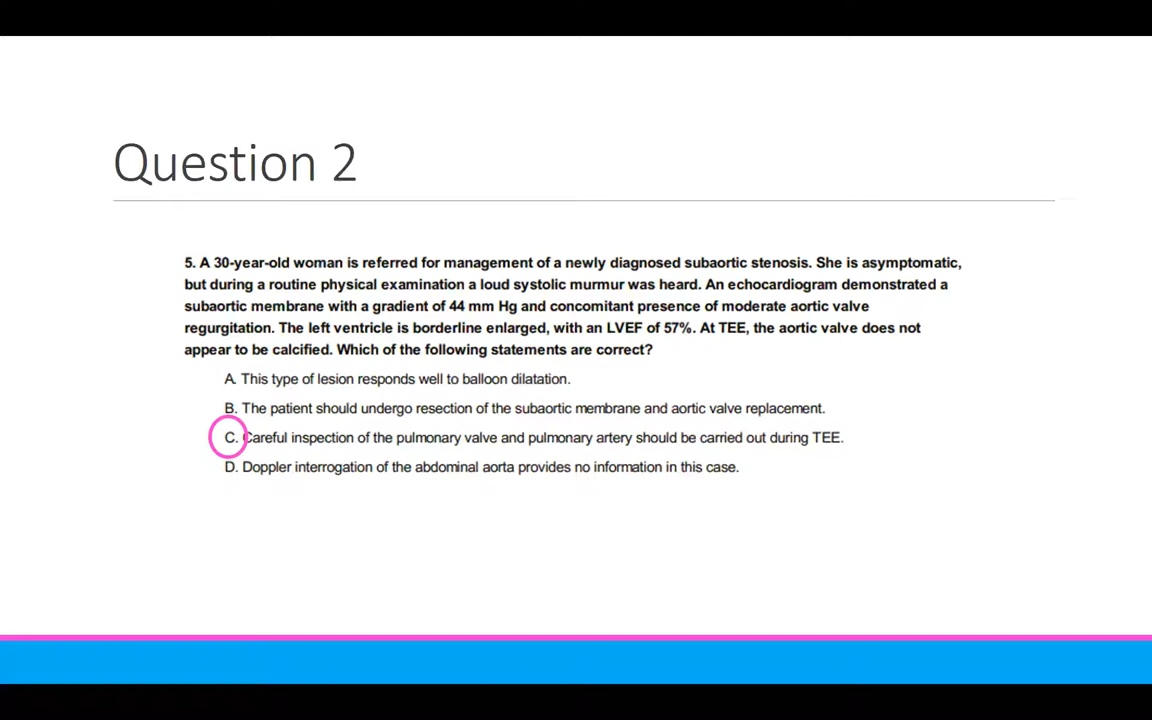 Question 2
5. A 30-year-old woman is referred for management of a newly diagnosed subaortic stenosis. She is asymptomatic,
but during a routine physical examination a loud systolic murmur was heard. An echocardiogram demonstrated a
subaortic membrane with a gradient of 44 mm Hg and concomitant presence of moderate aortic valve
regurgitation. The left ventricle is borderline enlarged, with an LVEF of 57%. At TEE, the aortic valve does not
appear to be calcified. Which of the following statements are correct?
A. This type of lesion responds well to balloon dilatation.
B. The patient should undergo resection of the subaortic membrane and aortic valve replacement.
C. Careful inspection of the pulmonary valve and pulmonary artery should be carried out during TEE.
D. Doppler interrogation of the abdominal aorta provides no information in this case.